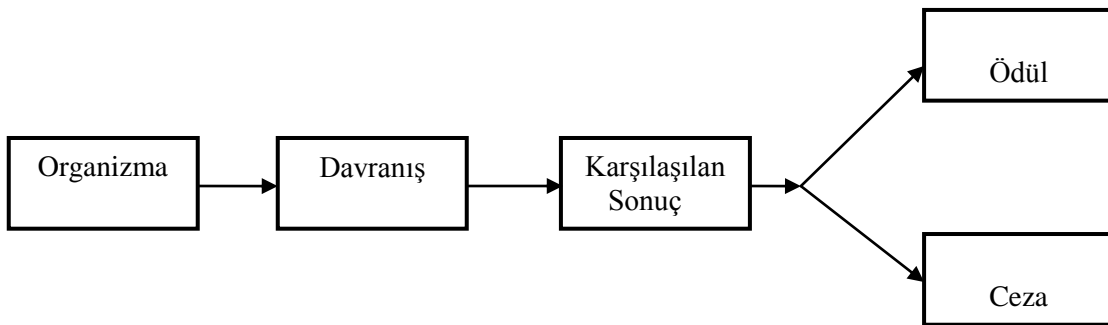 Ödül
Organizma
Davranış
Karşılaşılan
Sonuç
Ceza